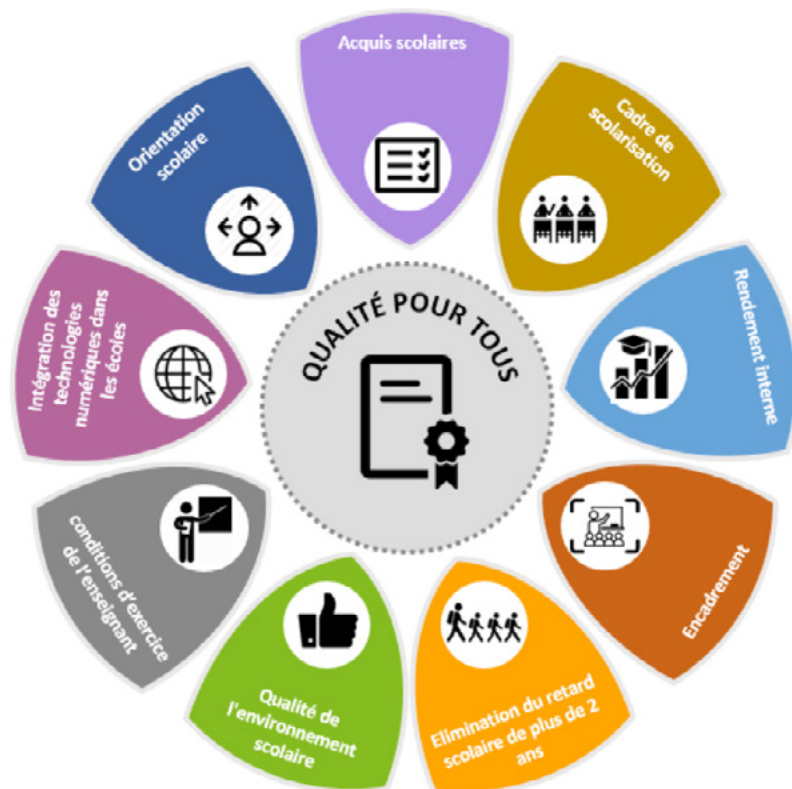 Acquis scolaires
Cadre de
scolarisation
Rendement interne
Encadrement
Elimination du retard
scolaire de plus de 2
ans
Qualité de
l'environnement
scolaire
conditions d'exercice
de l'enseignant
Intégration des
technologies
numériques dans
les écoles
Orientation
scolaire
QUALITÉ POUR TOUS